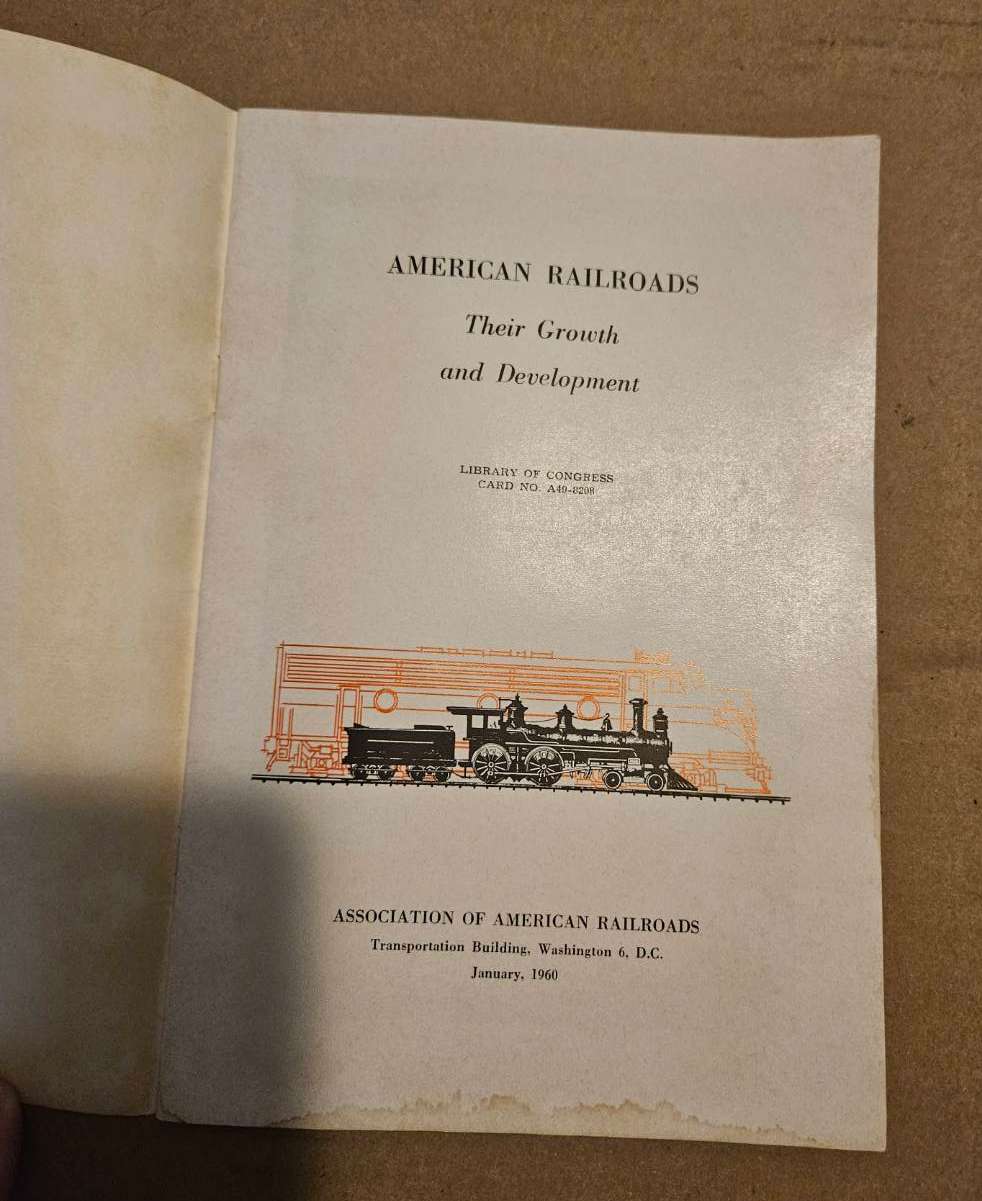 AMERICAN RAILROADS
Their Growth
and Development
LIBRARY OF CONGRESS
CARD NO. A49-8208
ASSOCIATION OF AMERICAN RAILROADS
Transportation Building, Washington 6, D.C.
January, 1960